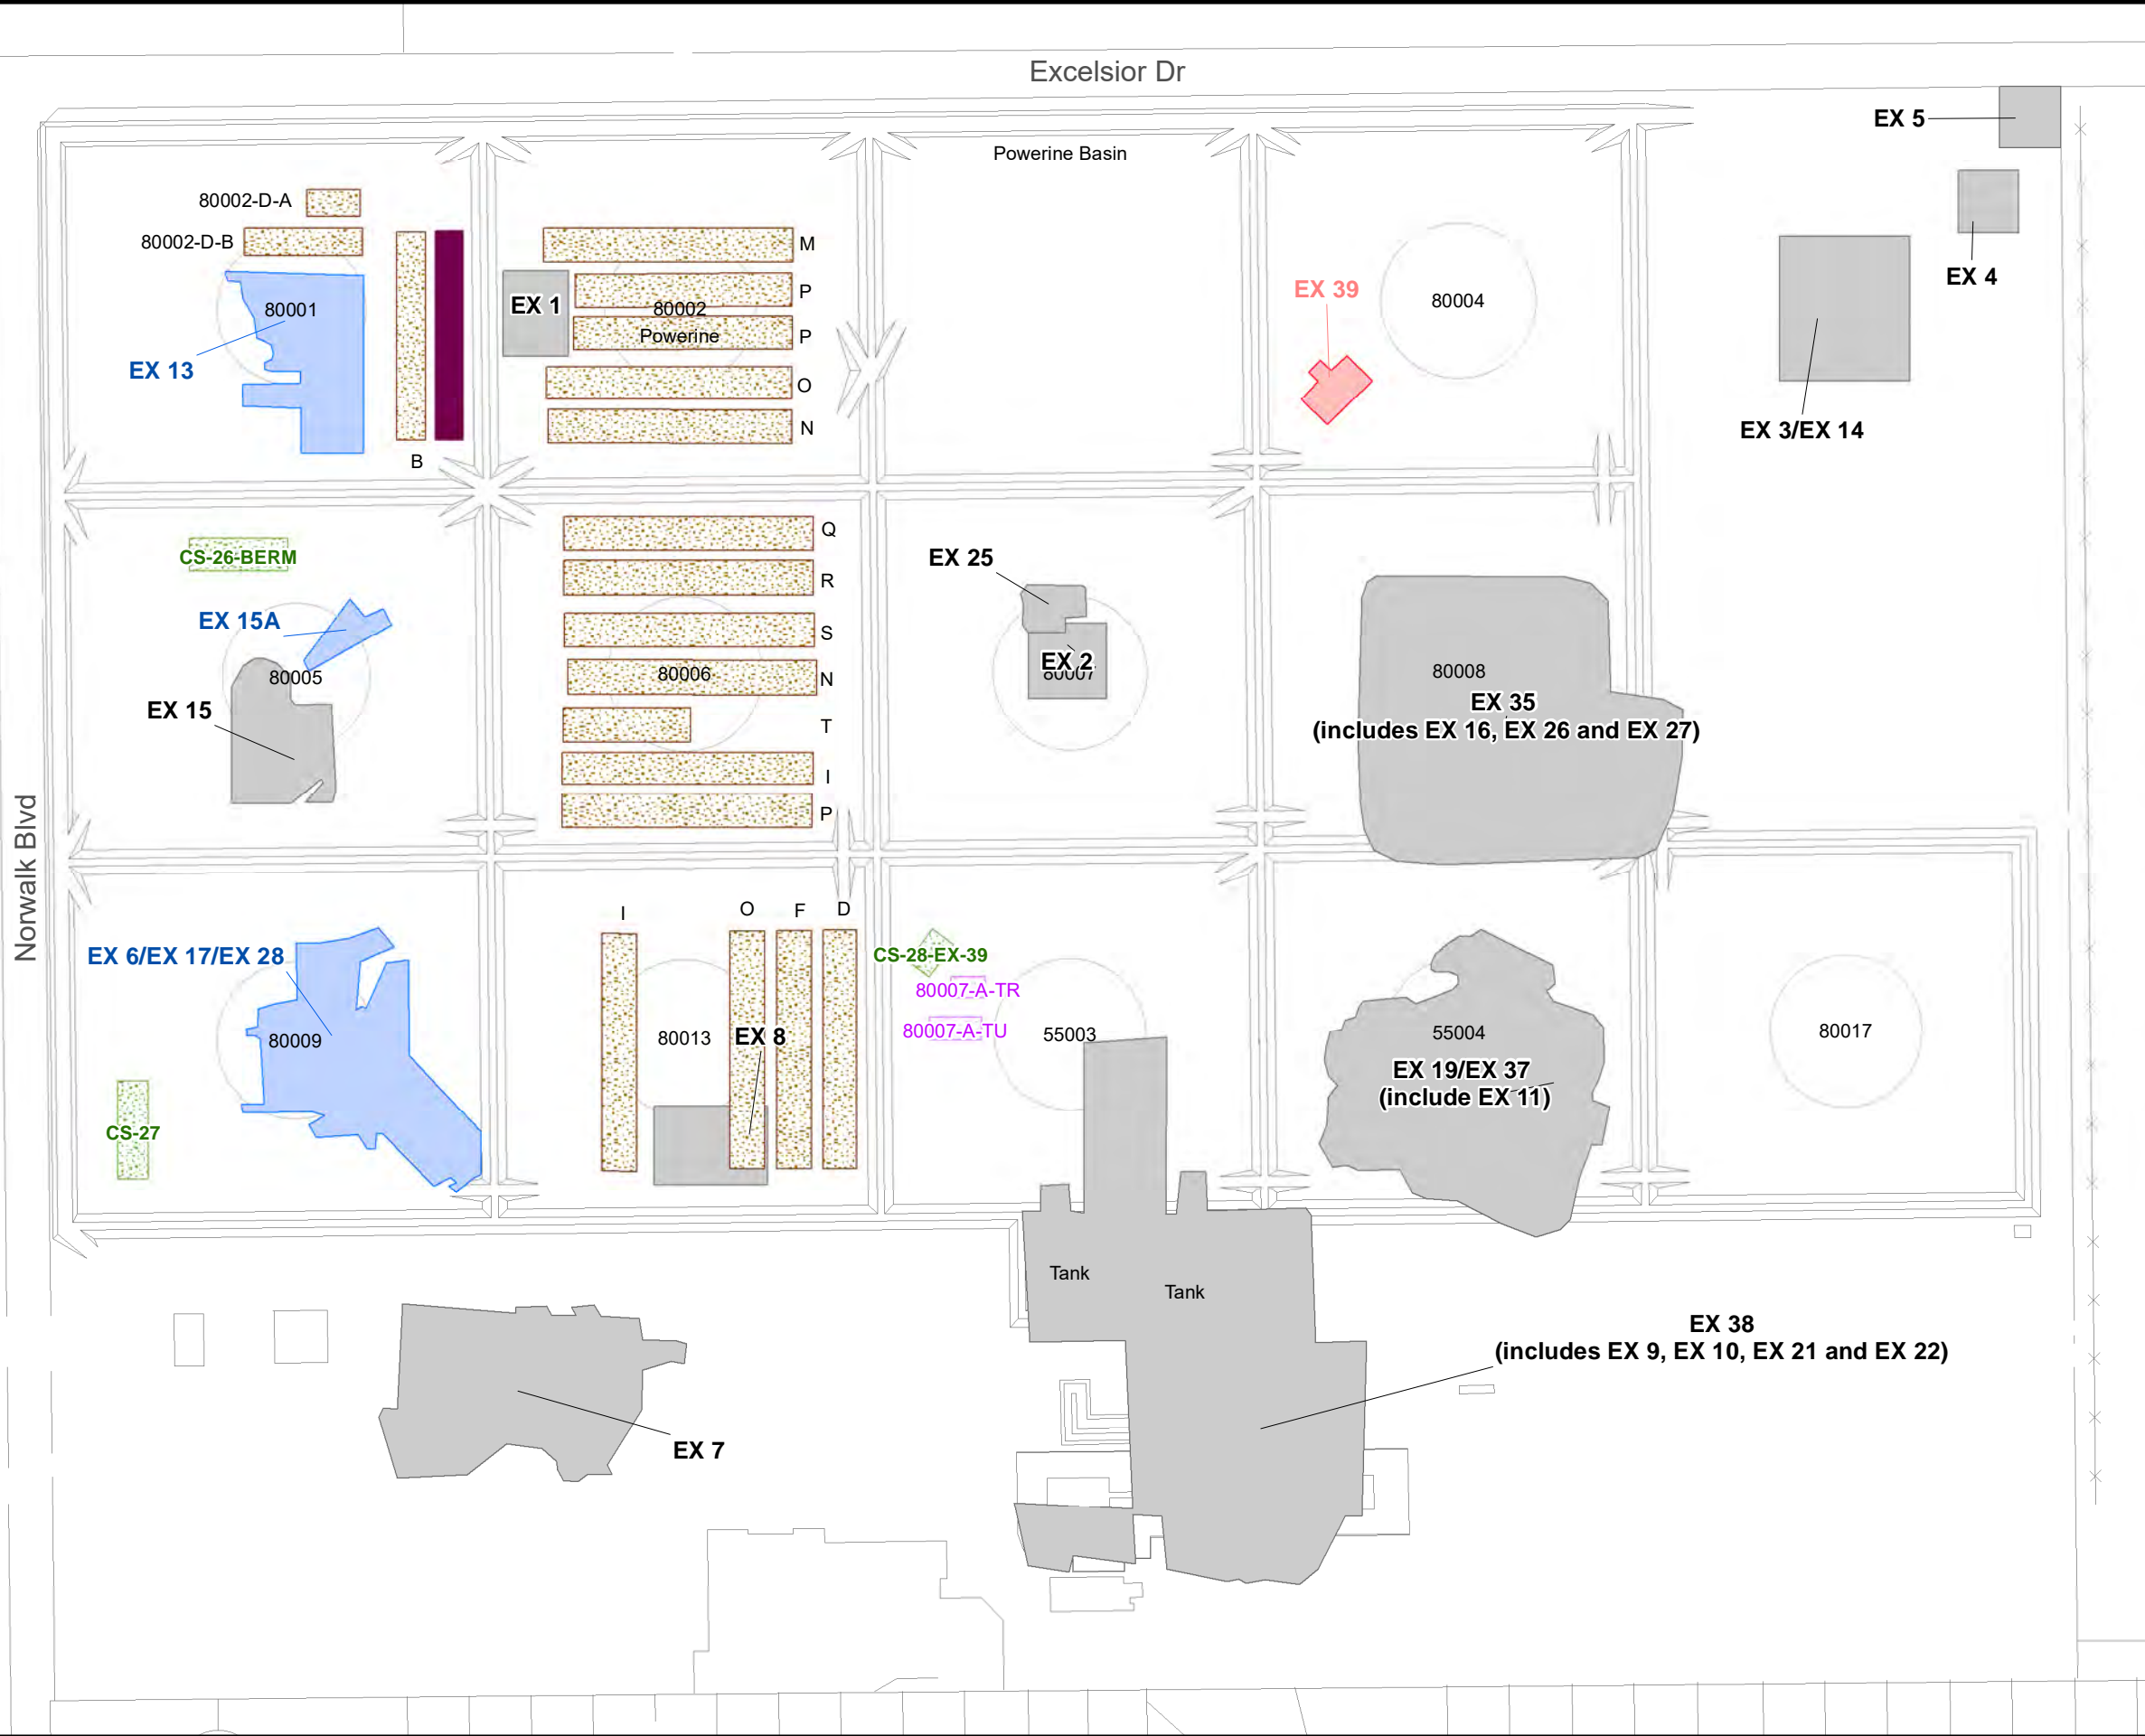 Excelsior Dr
EX 5
Powerine Basin
80002-D-A
80002-D-B
M
EX 4
P
EX 39
80004
EX 1
80002
80001
Powerine
P
EX 13
O
N
EX 3/EX 14
B
Q
CS-26-BERM
EX 25
R
EX 15A
S
EX 2
80007
80005
80006
N
80008
EX 15
EX 35
(includes EX 16, EX 26 and EX 27)
T
I
P
Norwalk Blvd
I
O
F
D
EX 6/EX 17/EX 28
CS-28-EX-39
80007-A-TR
80007-A-TU
80009
80013
EX 8
55003
55004
80017
EX 19/EX 37
(include EX 11)
CS-27
Tank
Tank
EX 38
(includes EX 9, EX 10, EX 21 and EX 22)
EX 7